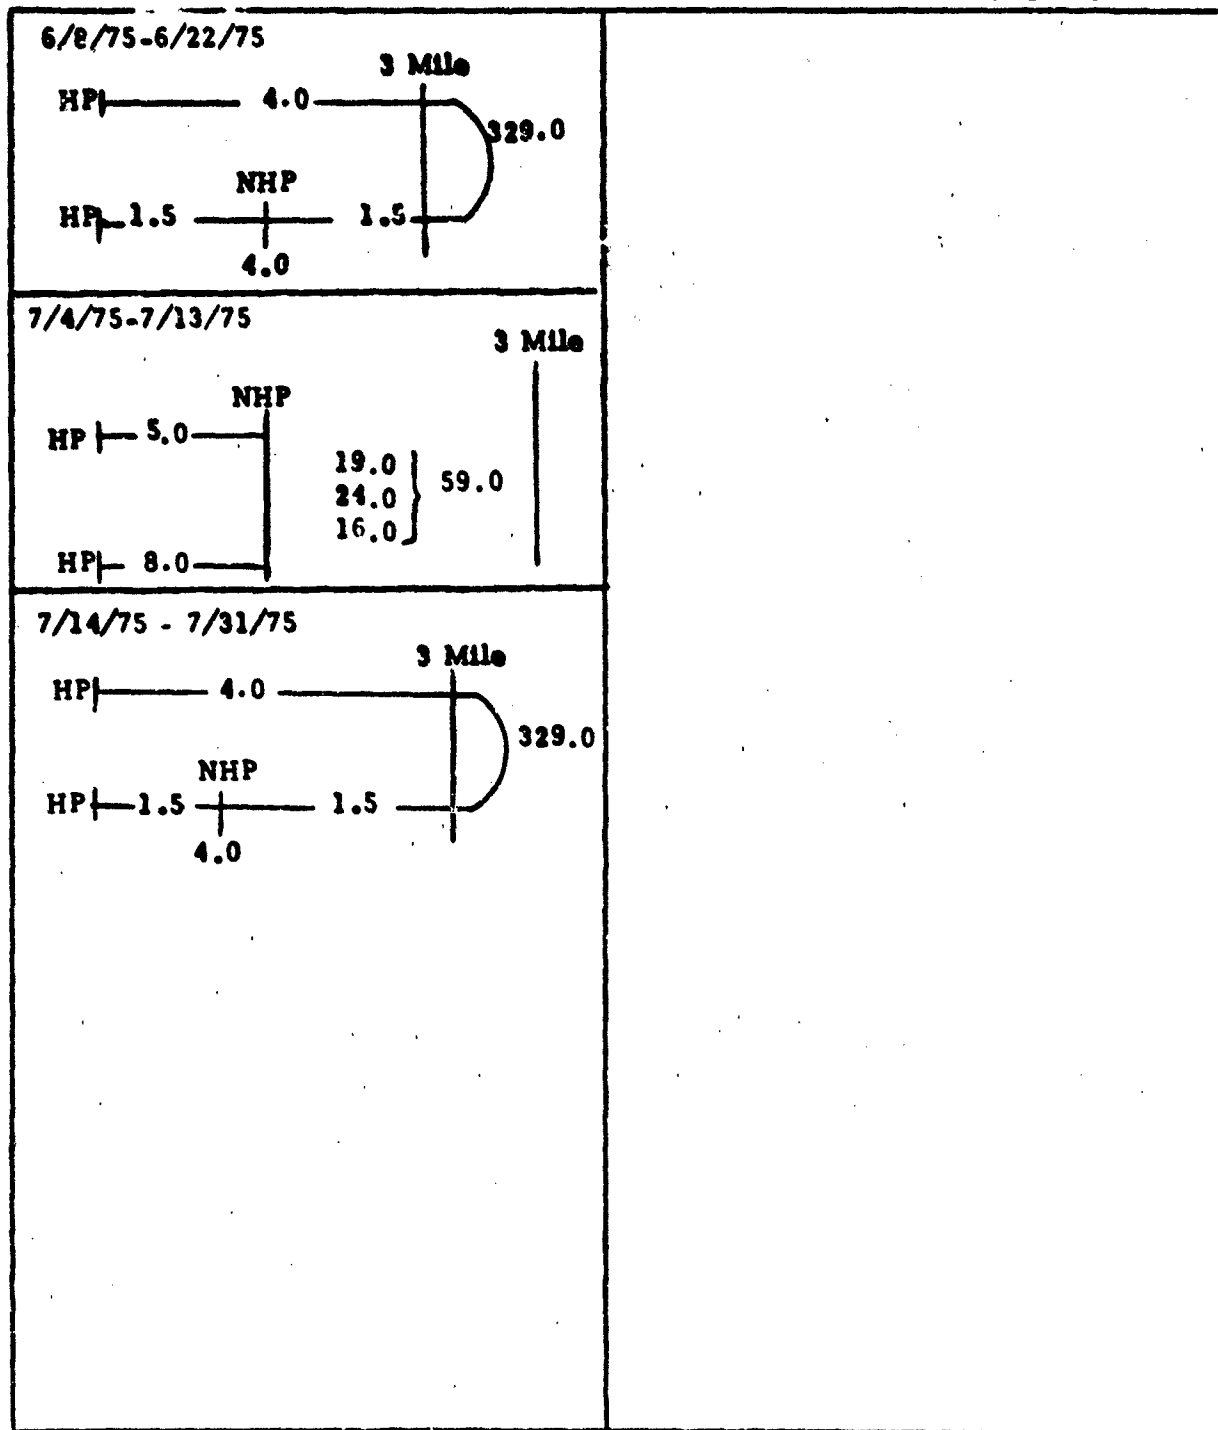 6/8/75-6/22/75
3 Mile
HP 4.0
329.0
NHP
HP 1.5 1.5
4.0
7/4/75-7/13/75
3 Mile
NHP
HP 5.0
19.0
24.0 59.0
16.0
HP 8.0
7/14/75 - 7/31/75
3 Mile
HP 4.0
329.0
NHP
HP 1.5 1.5
4.0